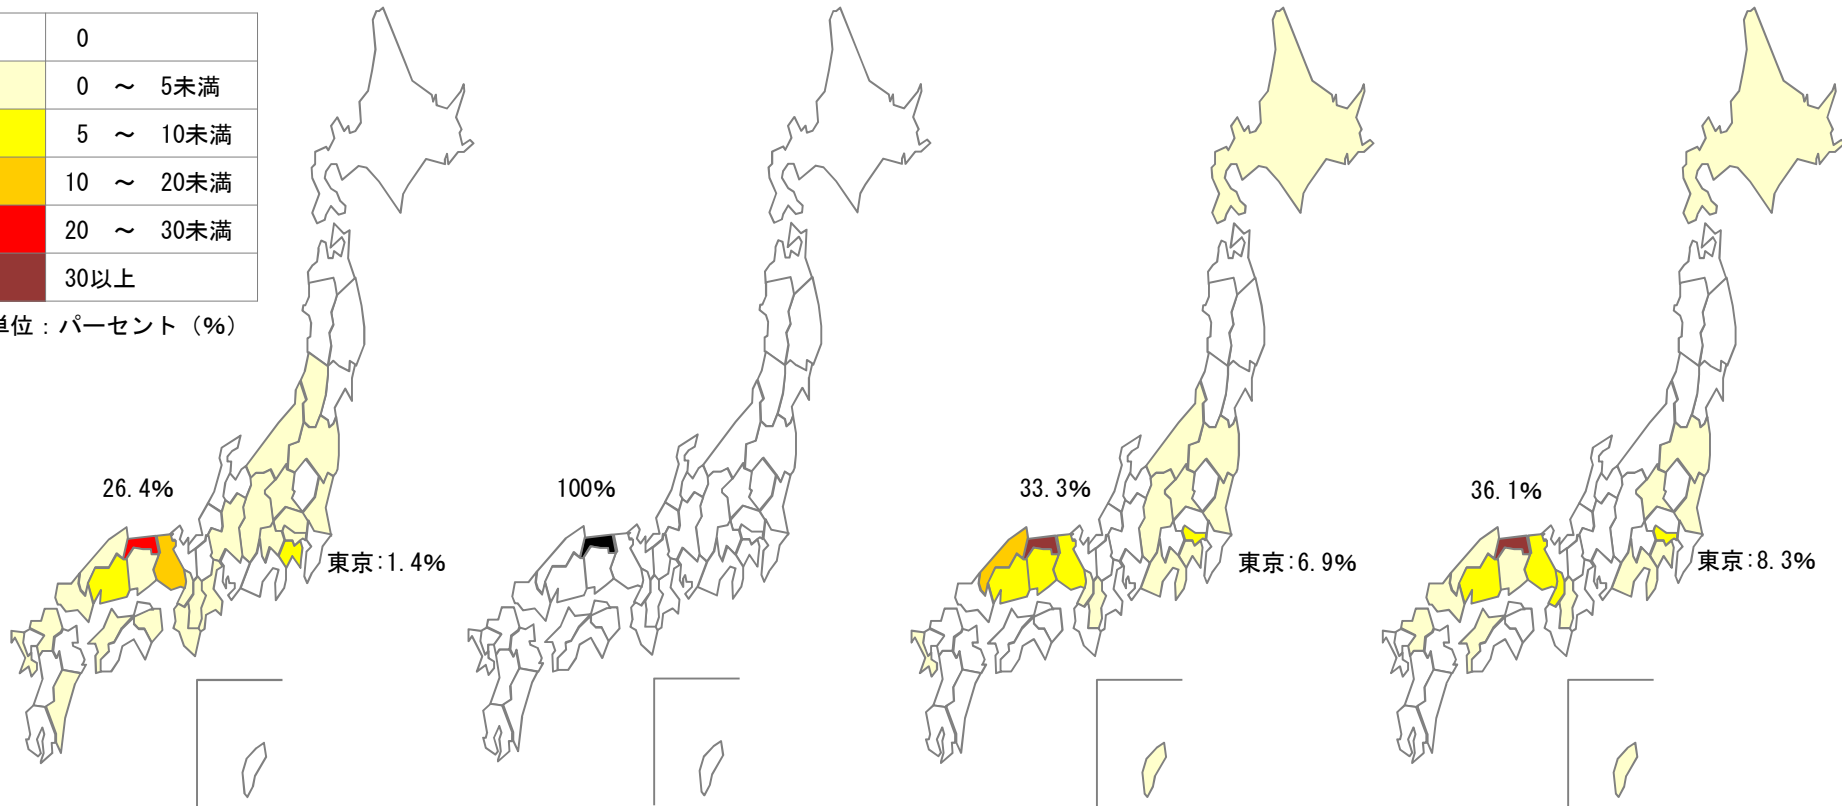 0
0 ～ 5未満
5 ～ 10未満
10 ～ 20未満
20 ～ 30未満
30以上
単位：パーセント（%）
26.4%
東京:1.4%
100%
33.3%
東京:6.9%
36.1%
東京:8.3%